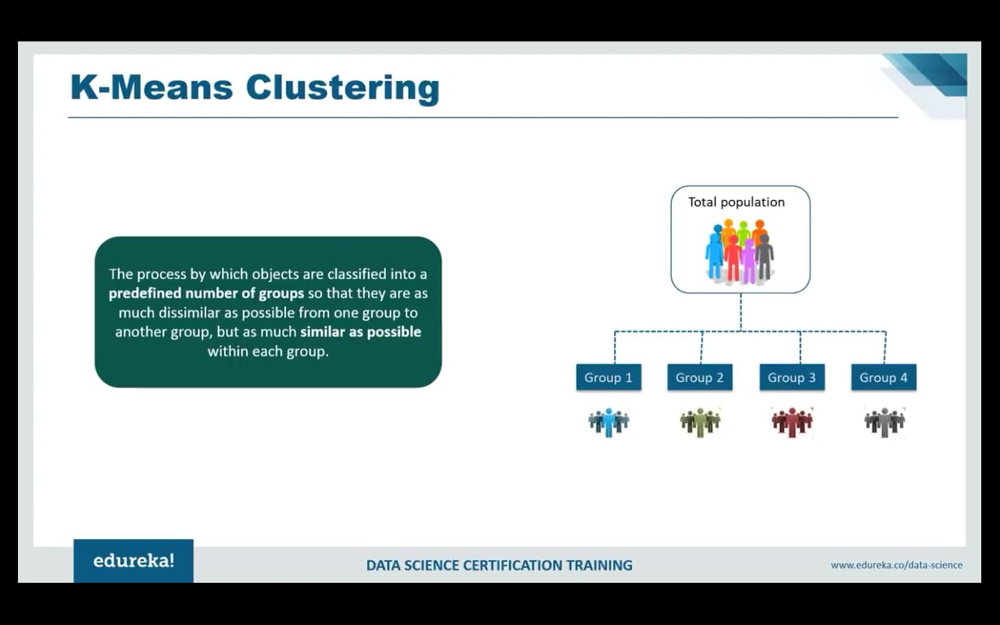 K-Means Clustering
Total population
The process by which objects are classified into a
predefined number of groups so that they are as
much dissimilar as possible from one group to
another group, but as much similar as possible
within each group.
Group 1
Group 2
Group 3
Group 4
edureka!
DATA SCIENCE CERTIFICATION TRAINING
www.edureka.co/data-science